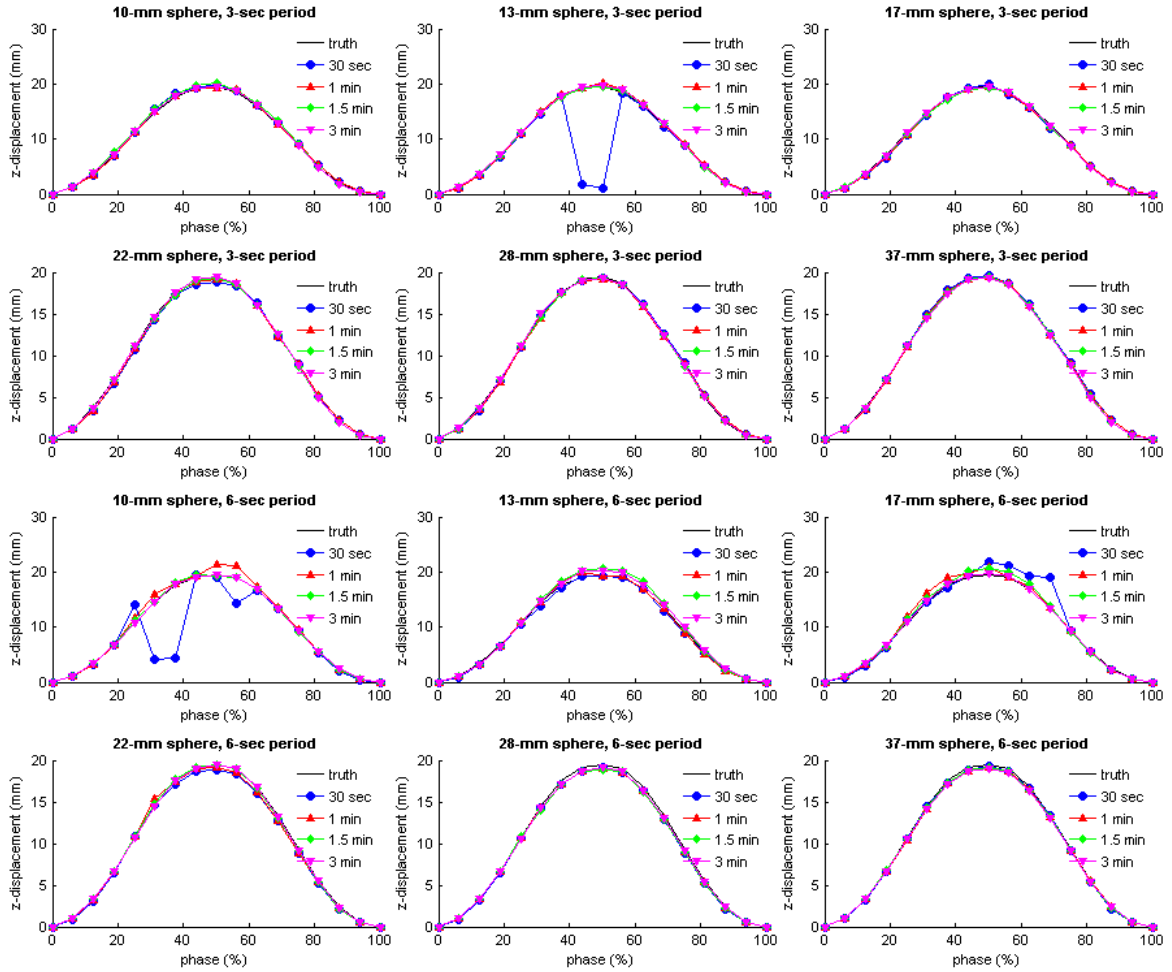 10-mm sphere, 3-sec period
z-displacement (mm)
30
20
10
0
0 20 40 60 80 100
phase (%)
truth
30 sec
1 min
1.5 min
3 min
13-mm sphere, 3-sec period
z-displacement (mm)
30
20
10
0
0 20 40 60 80 100
phase (%)
truth
30 sec
1 min
1.5 min
3 min
17-mm sphere, 3-sec period
z-displacement (mm)
30
20
10
0
0 20 40 60 80 100
phase (%)
truth
30 sec
1 min
1.5 min
3 min
22-mm sphere, 3-sec period
z-displacement (mm)
20
15
10
5
0
0 20 40 60 80 100
phase (%)
truth
30 sec
1 min
1.5 min
3 min
28-mm sphere, 3-sec period
z-displacement (mm)
20
15
10
5
0
0 20 40 60 80 100
phase (%)
truth
30 sec
1 min
1.5 min
3 min
37-mm sphere, 3-sec period
z-displacement (mm)
20
15
10
5
0
0 20 40 60 80 100
phase (%)
truth
30 sec
1 min
1.5 min
3 min
10-mm sphere, 6-sec period
z-displacement (mm)
30
20
10
0
0 20 40 60 80 100
phase (%)
truth
30 sec
1 min
1.5 min
3 min
13-mm sphere, 6-sec period
z-displacement (mm)
30
20
10
0
0 20 40 60 80 100
phase (%)
truth
30 sec
1 min
1.5 min
3 min
17-mm sphere, 6-sec period
z-displacement (mm)
30
20
10
0
0 20 40 60 80 100
phase (%)
truth
30 sec
1 min
1.5 min
3 min
22-mm sphere, 6-sec period
z-displacement (mm)
20
15
10
5
0
0 20 40 60 80 100
phase (%)
truth
30 sec
1 min
1.5 min
3 min
28-mm sphere, 6-sec period
z-displacement (mm)
20
15
10
5
0
0 20 40 60 80 100
phase (%)
truth
30 sec
1 min
1.5 min
3 min
37-mm sphere, 6-sec period
z-displacement (mm)
20
15
10
5
0
0 20 40 60 80 100
phase (%)
truth
30 sec
1 min
1.5 min
3 min